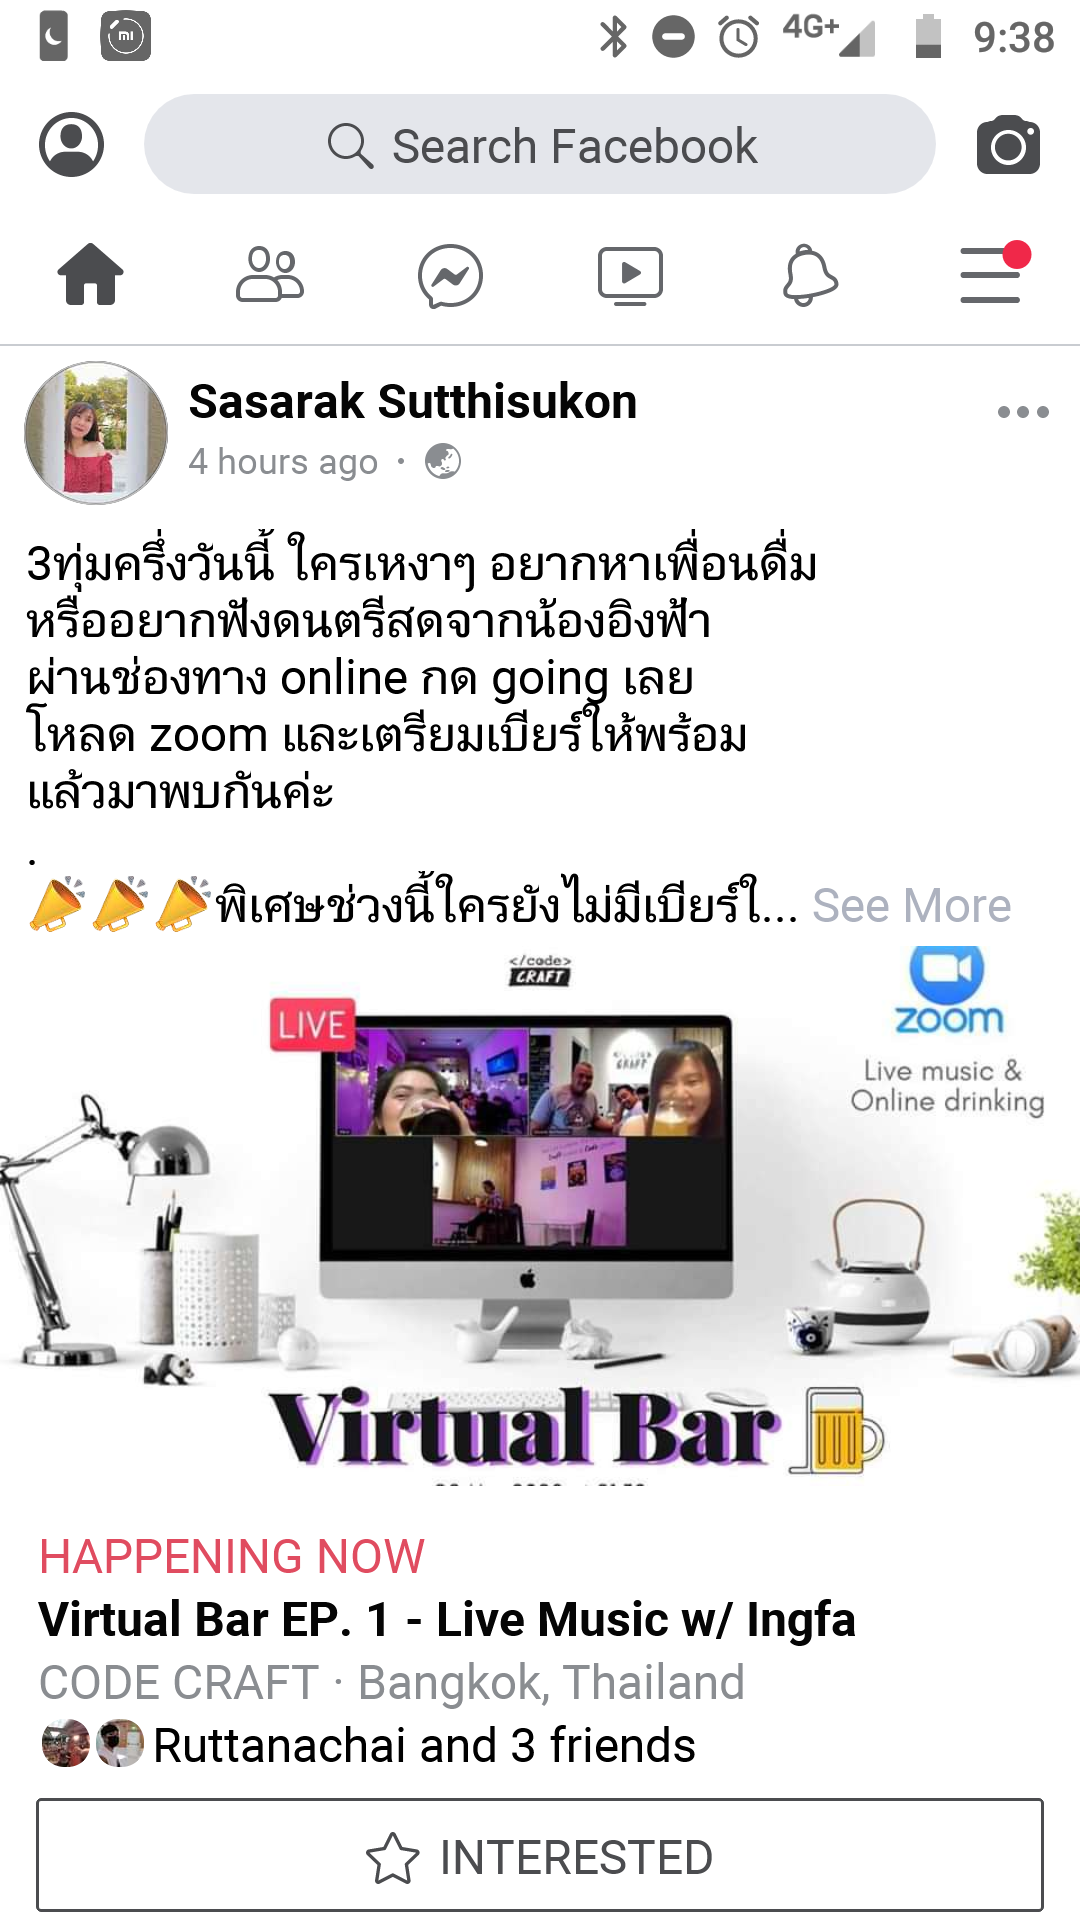 4G+ 9:38
Search Facebook
Sasarak Sutthisukon
4 hours ago ·
3ทุ่มครึ่งวันนี้ ใครเหงาๆ อยากหาเพื่อนดื่ม
หรืออยากฟังดนตรีสดจากน้องอิงฟ้า
ผ่านช่องทาง online กด going เลย
โหลด zoom และเตรียมเบียร์ให้พร้อม
แล้วมาพบกันค่ะ
.
พิเศษช่วงนี้ใครยังไม่มีเบียร์ใ... See More
</code>
CRAFT
LIVE
zoom
Live music &
Online drinking
Virtual Bar
HAPPENING NOW
Virtual Bar EP. 1 - Live Music w/ Ingfa
CODE CRAFT · Bangkok, Thailand
Ruttanachai and 3 friends
INTERESTED